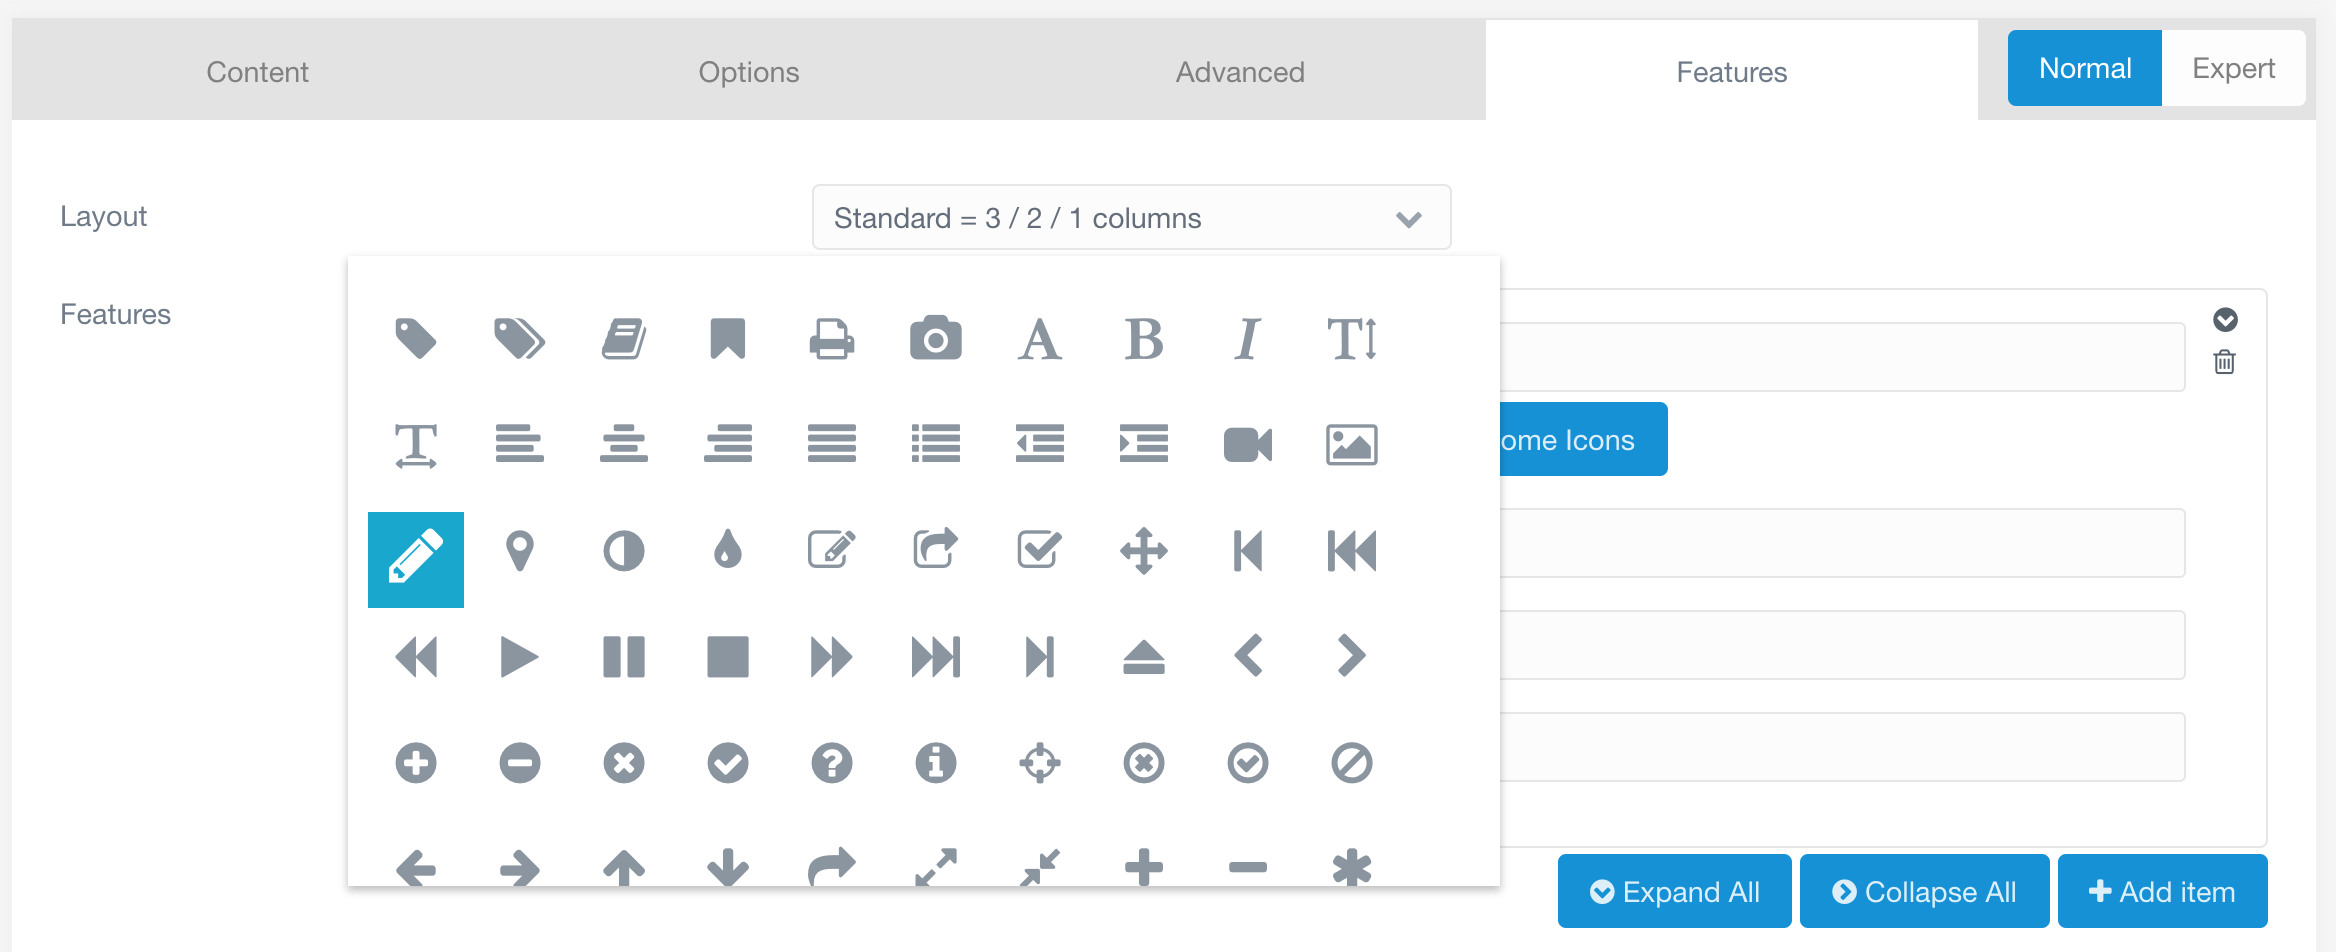 Content Options Advanced Features Normal Expert
Layout Standard = 3 / 2 / 1 columns
Features
ome Icons
Expand All Collapse All Add item